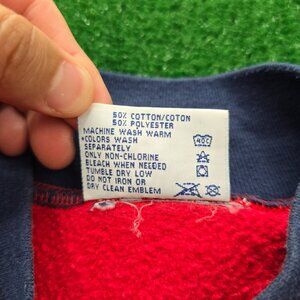 50% COTTON/COTON
50% POLYESTER
MACHINE WASH WARM
*COLORS WASH
SEPARATELY
ONLY NON-CHLORINE
BLEACH WHEN NEEDED
TUMBLE DRY LOW
DO NOT IRON OR
DRY CLEAN EMBLEM